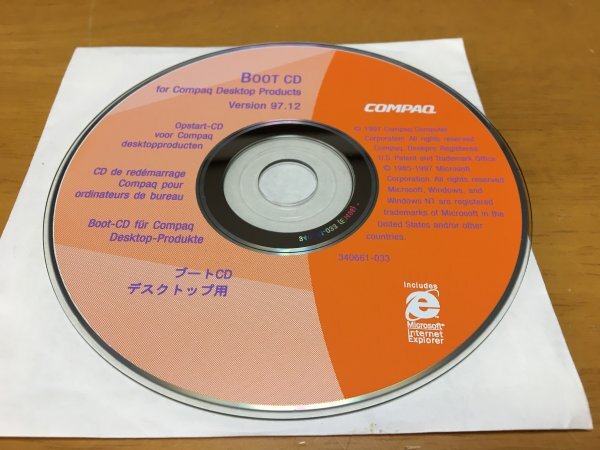 BOOT CD
for Compaq Desktop Products
Version 97.12
Opstart-CD
voor Compaq
desktopproducten
CD de redémarrage
Compaq pour
ordinateurs de bureau
Boot-CD für Compaq
Desktop-Produkte
ブートCD
デスクトップ用
COMPAQ
© 1997 Compaq Computer
Corporation. All rights reserved.
Compaq, Deskpro Registered
U.S. Patent and Trademark Office.
© 1985-1997 Microsoft
Corporation. All rights reserved.
Microsoft, Windows, and
Windows NT are registered
trademarks of Microsoft in the
United States and/or other
countries.
340661-033
Includes
Microsoft
Internet
Explorer